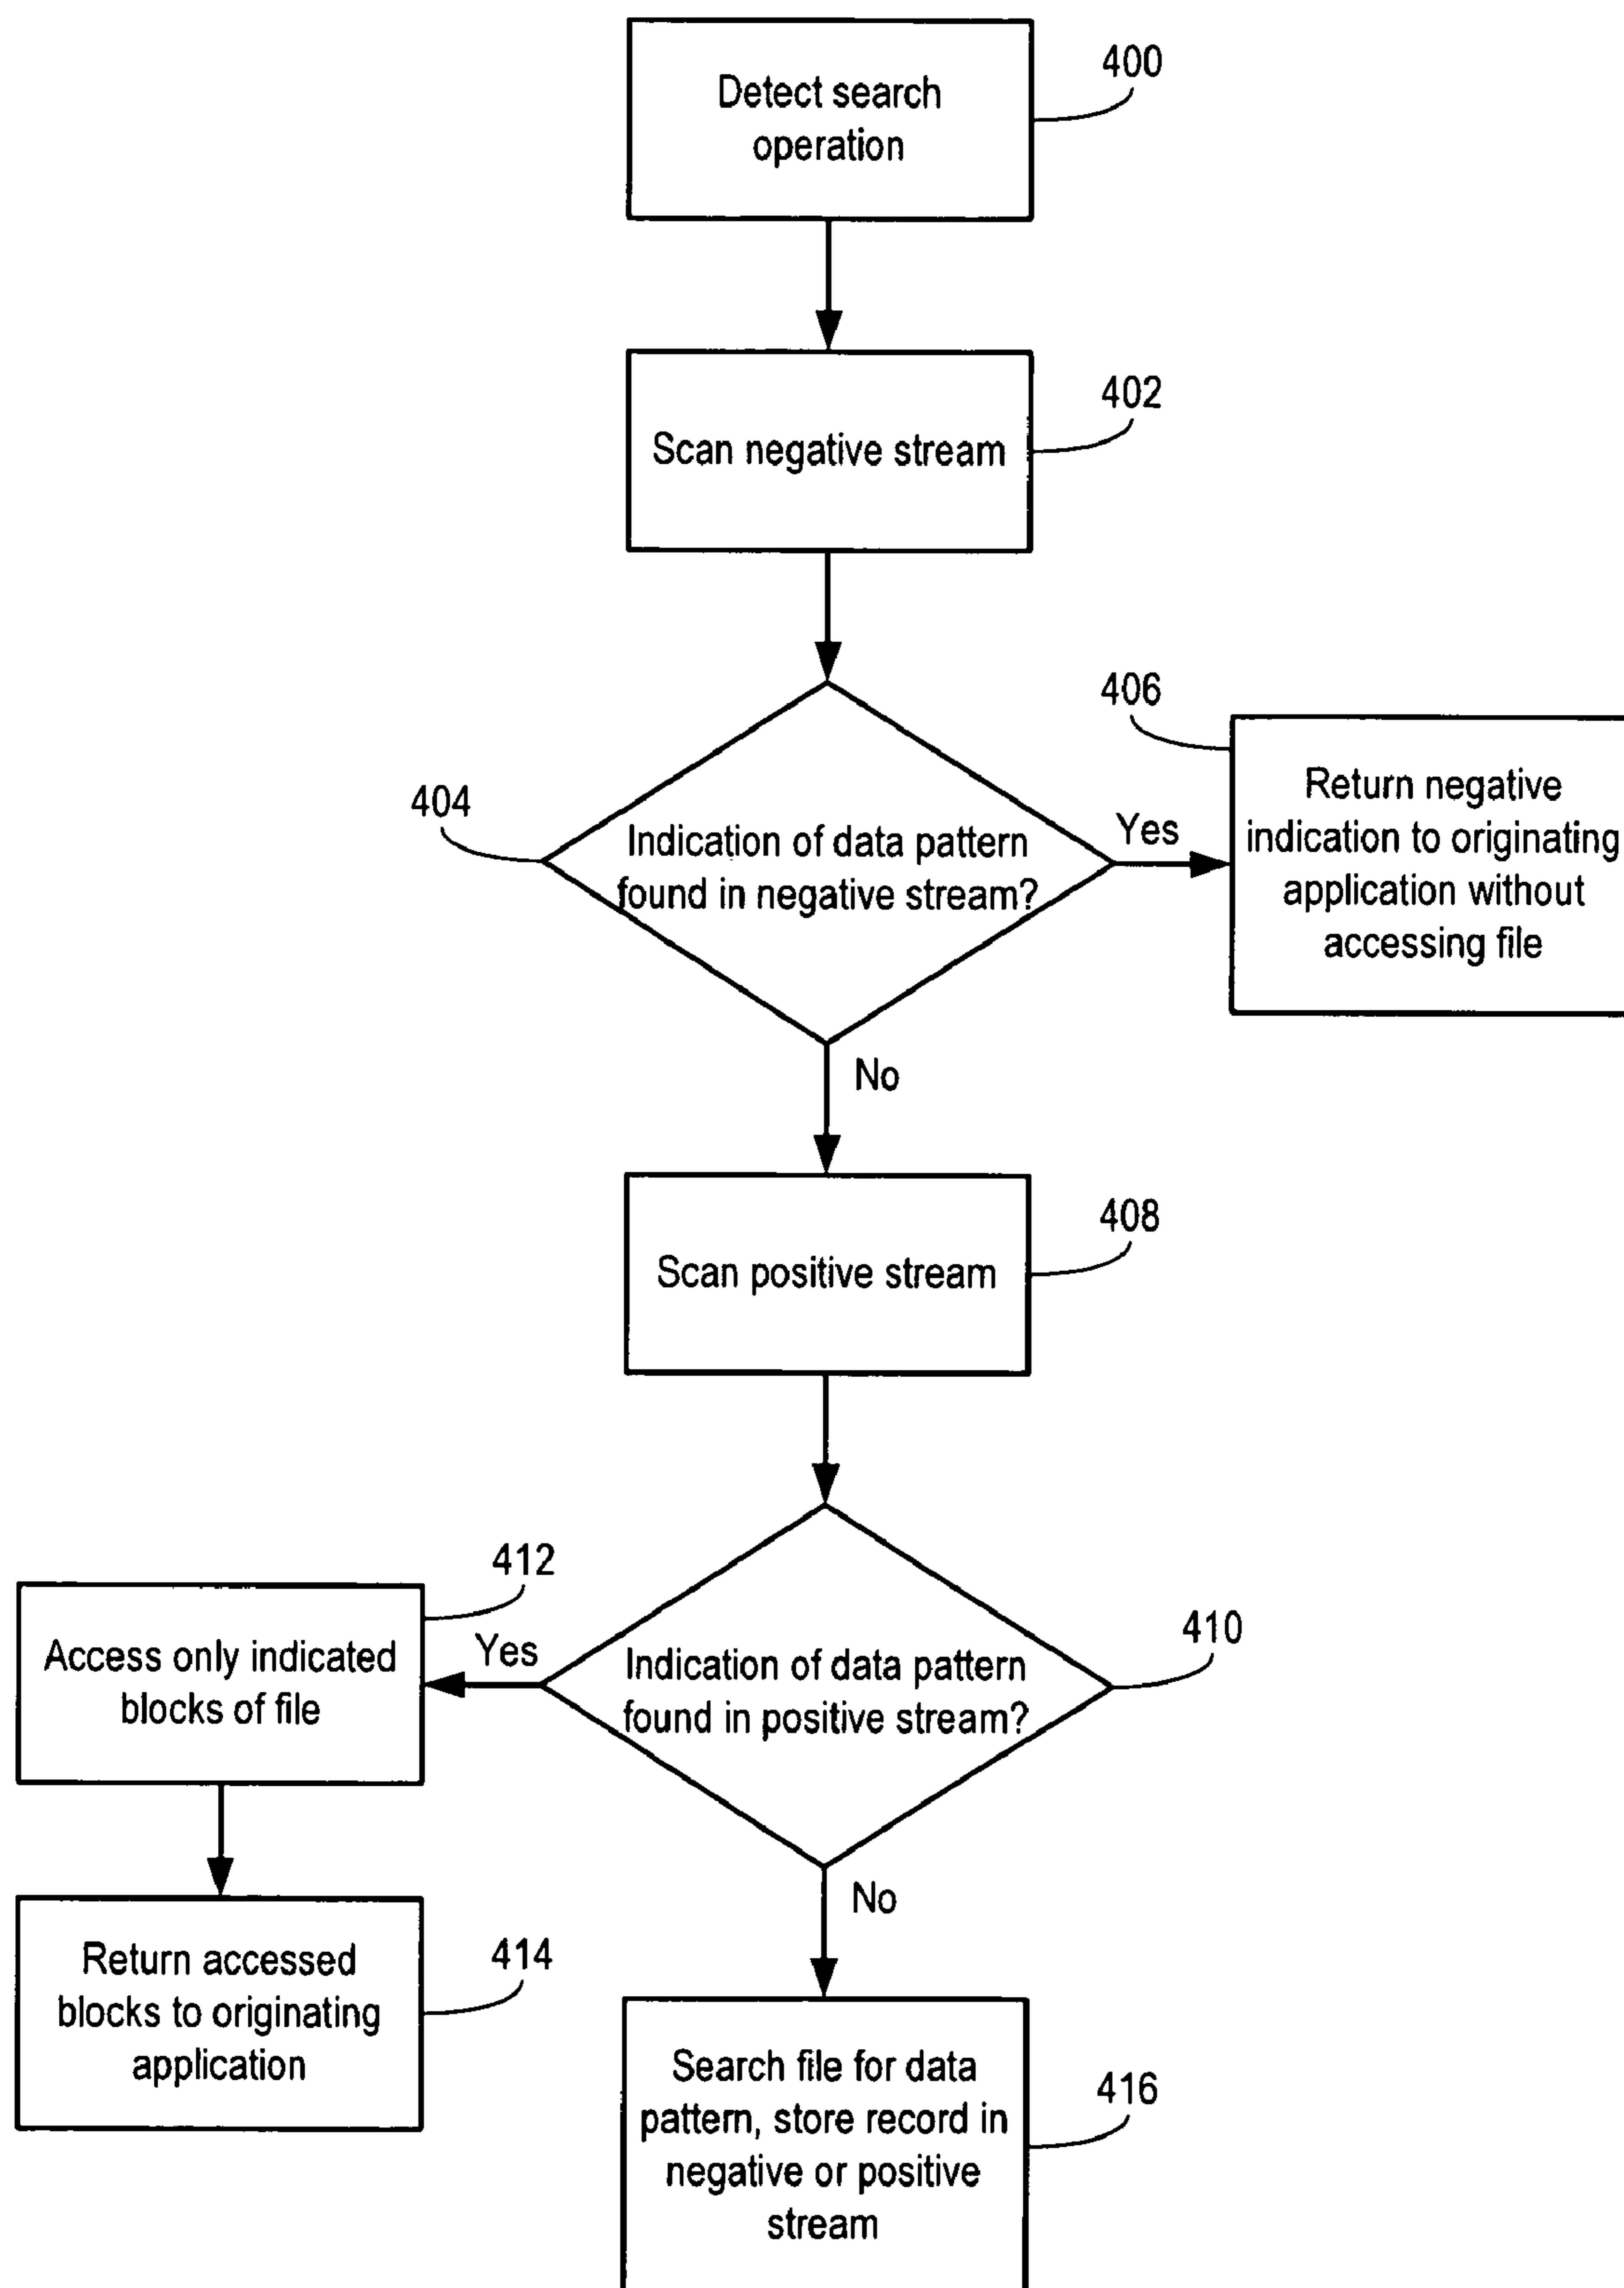 400
Detect search
operation
402
Scan negative stream
406
404
Return negative
indication to originating
application without
accessing file
Indication of data pattern
found in negative stream?
Yes
No
408
Scan positive stream
412
410
Access only indicated
blocks of file
Yes
Indication of data pattern
found in positive stream?
No
414
Return accessed
blocks to originating
application
416
Search file for data
pattern, store record in
negative or positive
stream